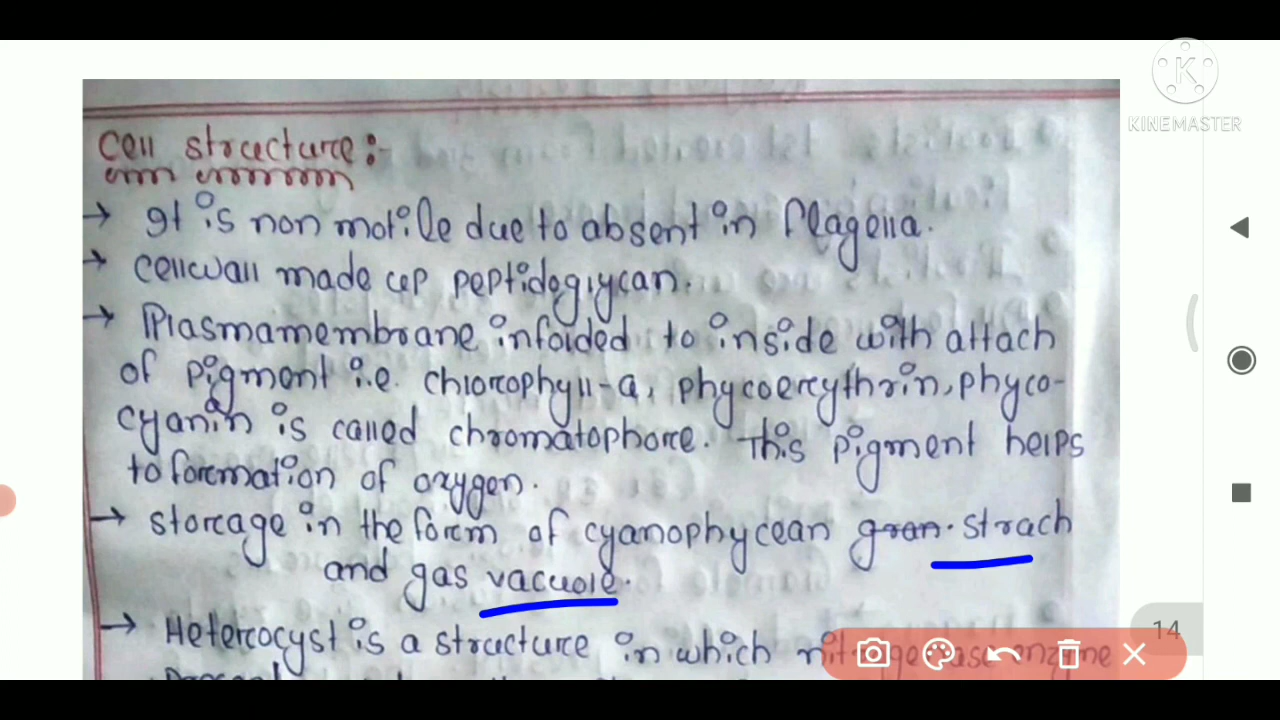 KINEMASTER
Cell structure:-
→ It is non motile due to absent in flagella.
→ cellwall made up peptidoglycan.
→ Plasmamembrane infolded to inside with attach
of pigment i.e. chlorophyll-a, phycoerythrin, phyco-
cyanin is called chromatophore. This pigment helps
to formation of oxygen.
→ storage in the form of cyanophycean gran. strach
and gas vacuole.
→ Heterocyst is a structure in which nitrogenase enzyme
14